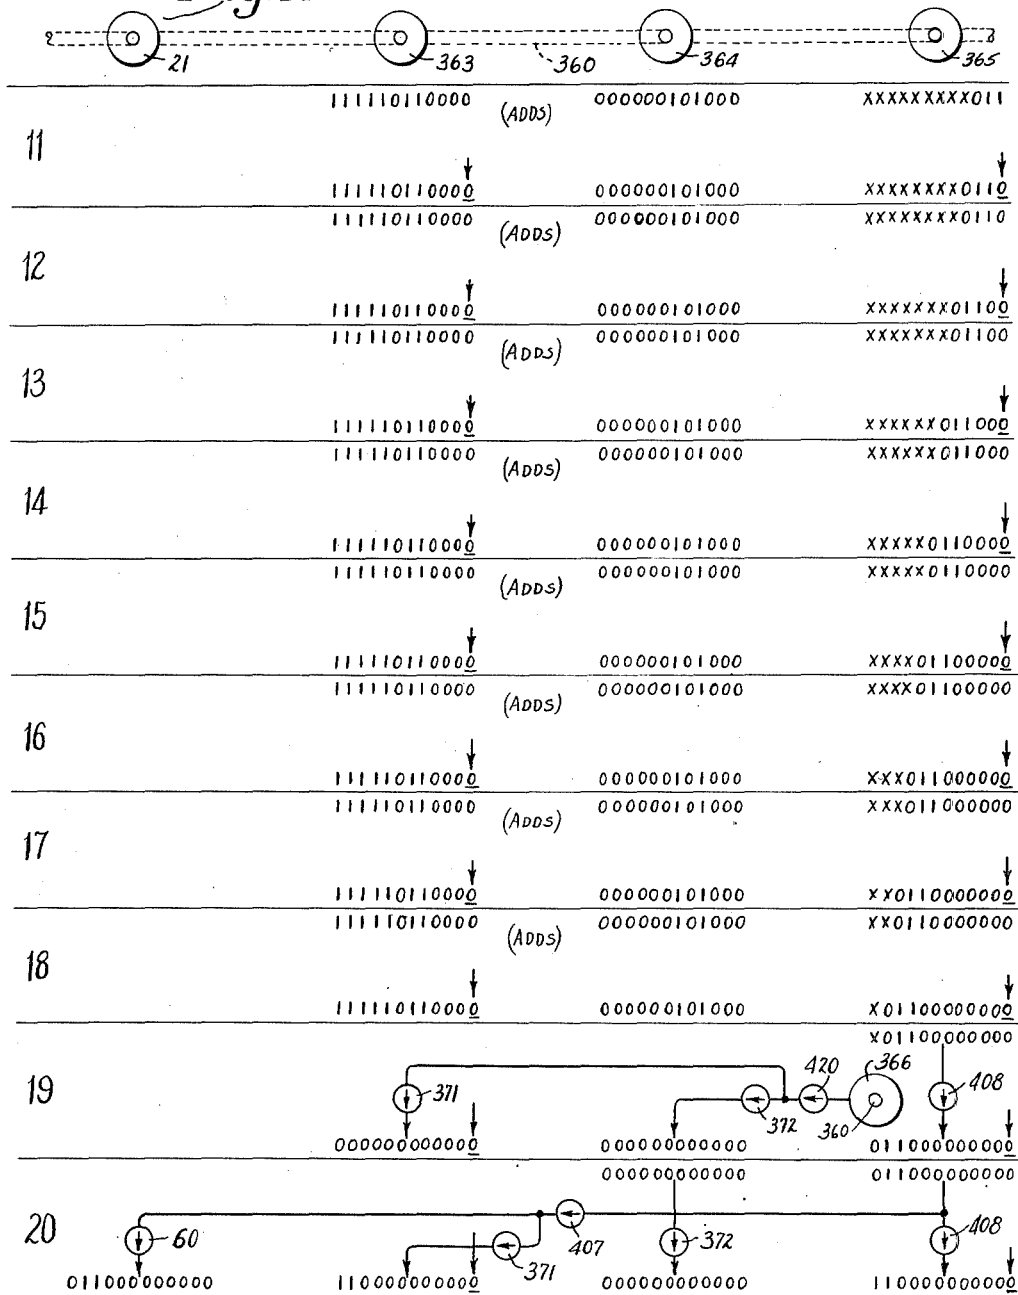 21 363 360 364 365
111110110000 (ADDS) 000000101000 XXXXXXXXX011
11
111110110000 000000101000 XXXXXXXX0110
111110110000 (ADDS) 000000101000 XXXXXXXX0110
12
111110110000 000000101000 XXXXXXX01100
111110110000 (ADDS) 000000101000 XXXXXXX01100
13
111110110000 000000101000 XXXXXX011000
111110110000 (ADDS) 000000101000 XXXXXX011000
14
111110110000 000000101000 XXXXX0110000
111110110000 (ADDS) 000000101000 XXXXX0110000
15
111110110000 000000101000 XXXX01100000
111110110000 (ADDS) 000000101000 XXXX01100000
16
111110110000 000000101000 XXX011000000
111110110000 (ADDS) 000000101000 XXX011000000
17
111110110000 000000101000 XX0110000000
111110110000 (ADDS) 000000101000 XX0110000000
18
111110110000 000000101000 X01100000000
X01100000000
19 371 372 420 366 360 408
000000000000 000000000000 011000000000
000000000000 011000000000
20 60 371 407 372 408
011000000000 110000000000 000000000000 110000000000